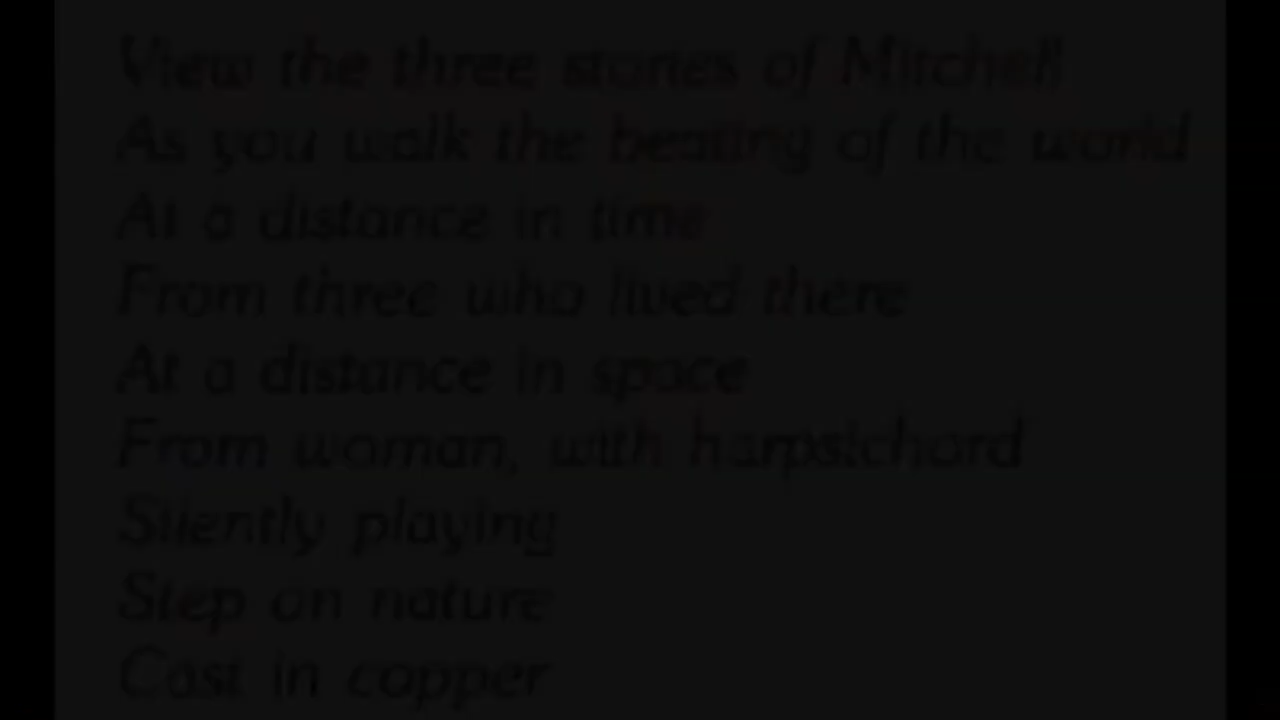 View the three stories of Mitchell
As you walk the beating of the world
At a distance in time
From three who lived there
At a distance in space
From woman, with harpsichord
Silently playing
Step on nature
Cast in copper